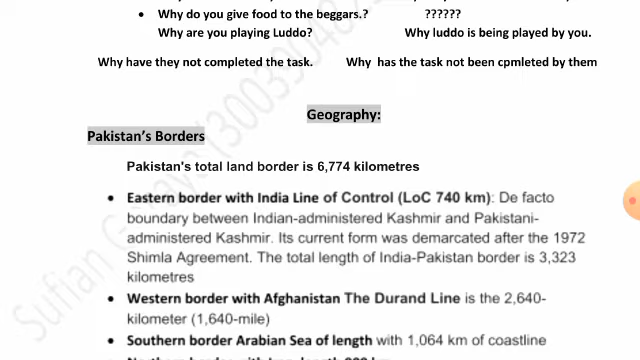 • Why do you give food to the beggars.? ??????
Why are you playing Luddo? Why luddo is being played by you.
Why have they not completed the task. Why has the task not been cpmleted by them
Geography:
Pakistan's Borders
Pakistan's total land border is 6,774 kilometres
• Eastern border with India Line of Control (LoC 740 km): De facto
boundary between Indian-administered Kashmir and Pakistani-
administered Kashmir. Its current form was demarcated after the 1972
Shimla Agreement. The total length of India-Pakistan border is 3,323
kilometres
• Western border with Afghanistan The Durand Line is the 2,640-
kilometer (1,640-mile)
• Southern border Arabian Sea of length with 1,064 km of coastline